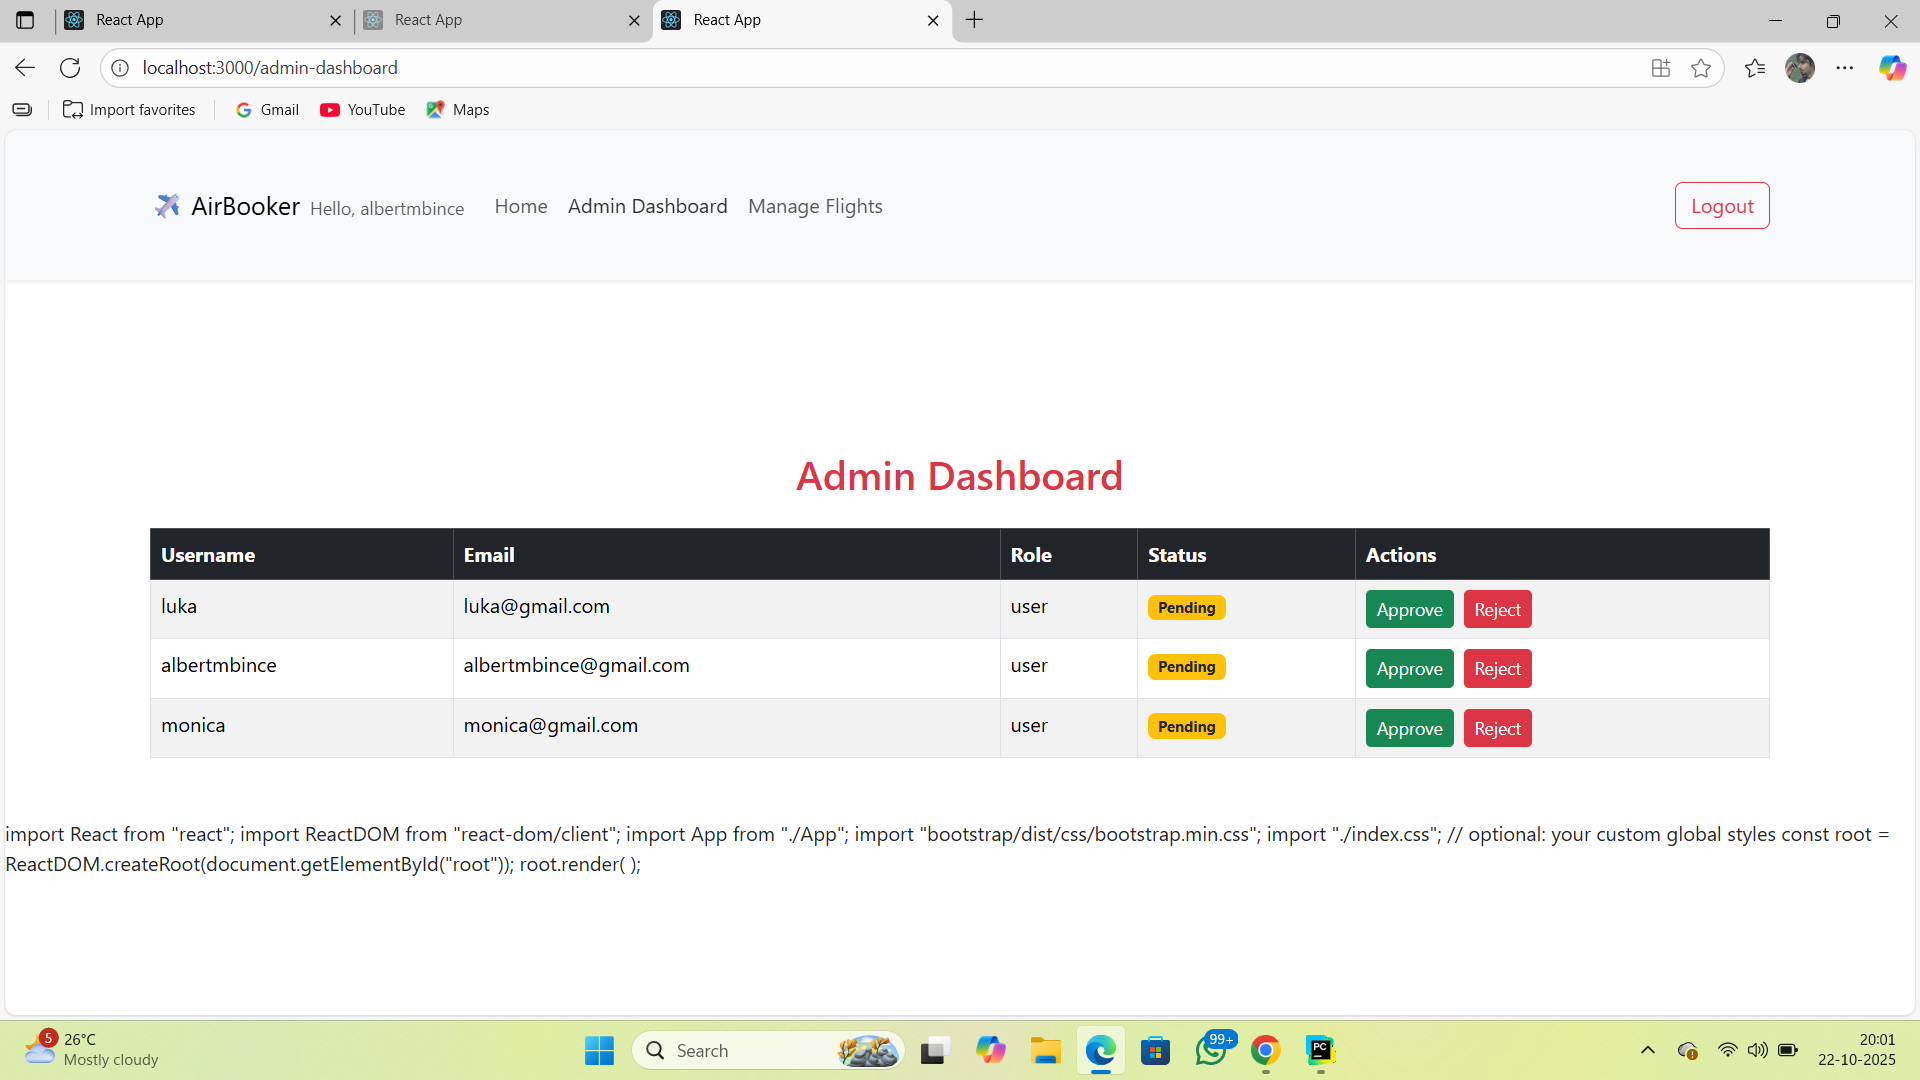 React App
React App
React App
localhost:3000/admin-dashboard
Import favorites
Gmail
YouTube
Maps
AirBooker Hello, albertmbince Home Admin Dashboard Manage Flights Logout
Admin Dashboard
Username Email Role Status Actions
luka luka@gmail.com user Pending Approve Reject
albertmbince albertmbince@gmail.com user Pending Approve Reject
monica monica@gmail.com user Pending Approve Reject
import React from "react"; import ReactDOM from "react-dom/client"; import App from "./App"; import "bootstrap/dist/css/bootstrap.min.css"; import "./index.css"; // optional: your custom global styles const root =
ReactDOM.createRoot(document.getElementById("root")); root.render( );
5
26°C
Mostly cloudy
Search
99+
PC
20:01
22-10-2025